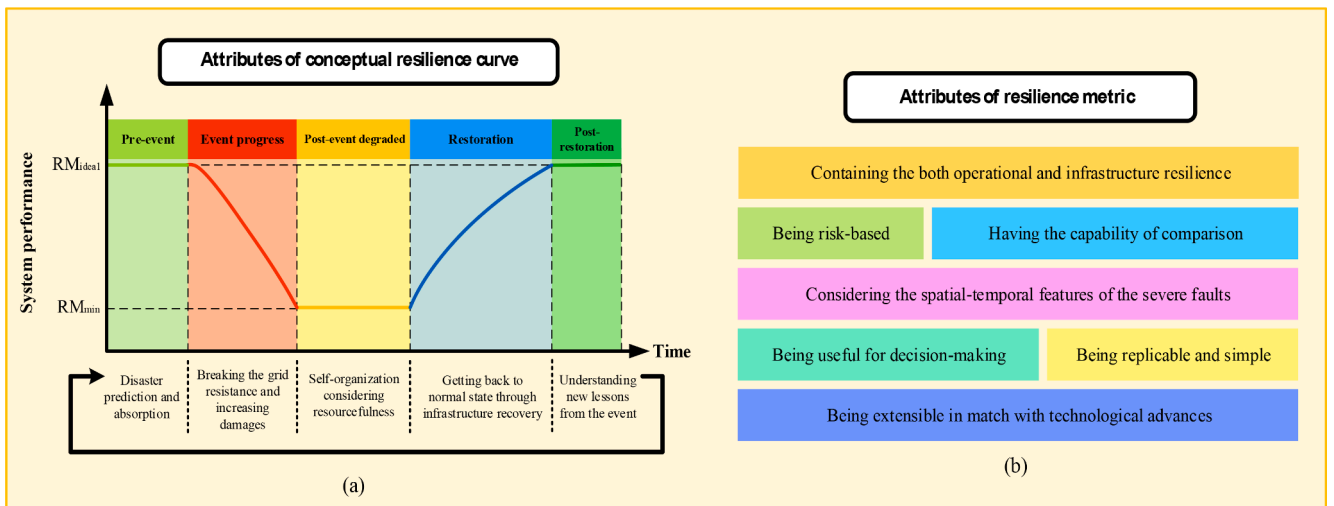 Attributes of conceptual resilience curve
System performance
Pre-event
Event progress
Post-event degraded
Restoration
Post-
restoration
RMideal
RMmin
Time
Disaster
prediction and
absorption
Breaking the grid
resistance and
increasing
damages
Self-organization
considering
resourcefulness
Getting back to
normal state through
infrastructure recovery
Understanding
new lessons
from the event
(a)
Attributes of resilience metric
Containing the both operational and infrastructure resilience
Being risk-based
Having the capability of comparison
Considering the spatial-temporal features of the severe faults
Being useful for decision-making
Being replicable and simple
Being extensible in match with technological advances
(b)